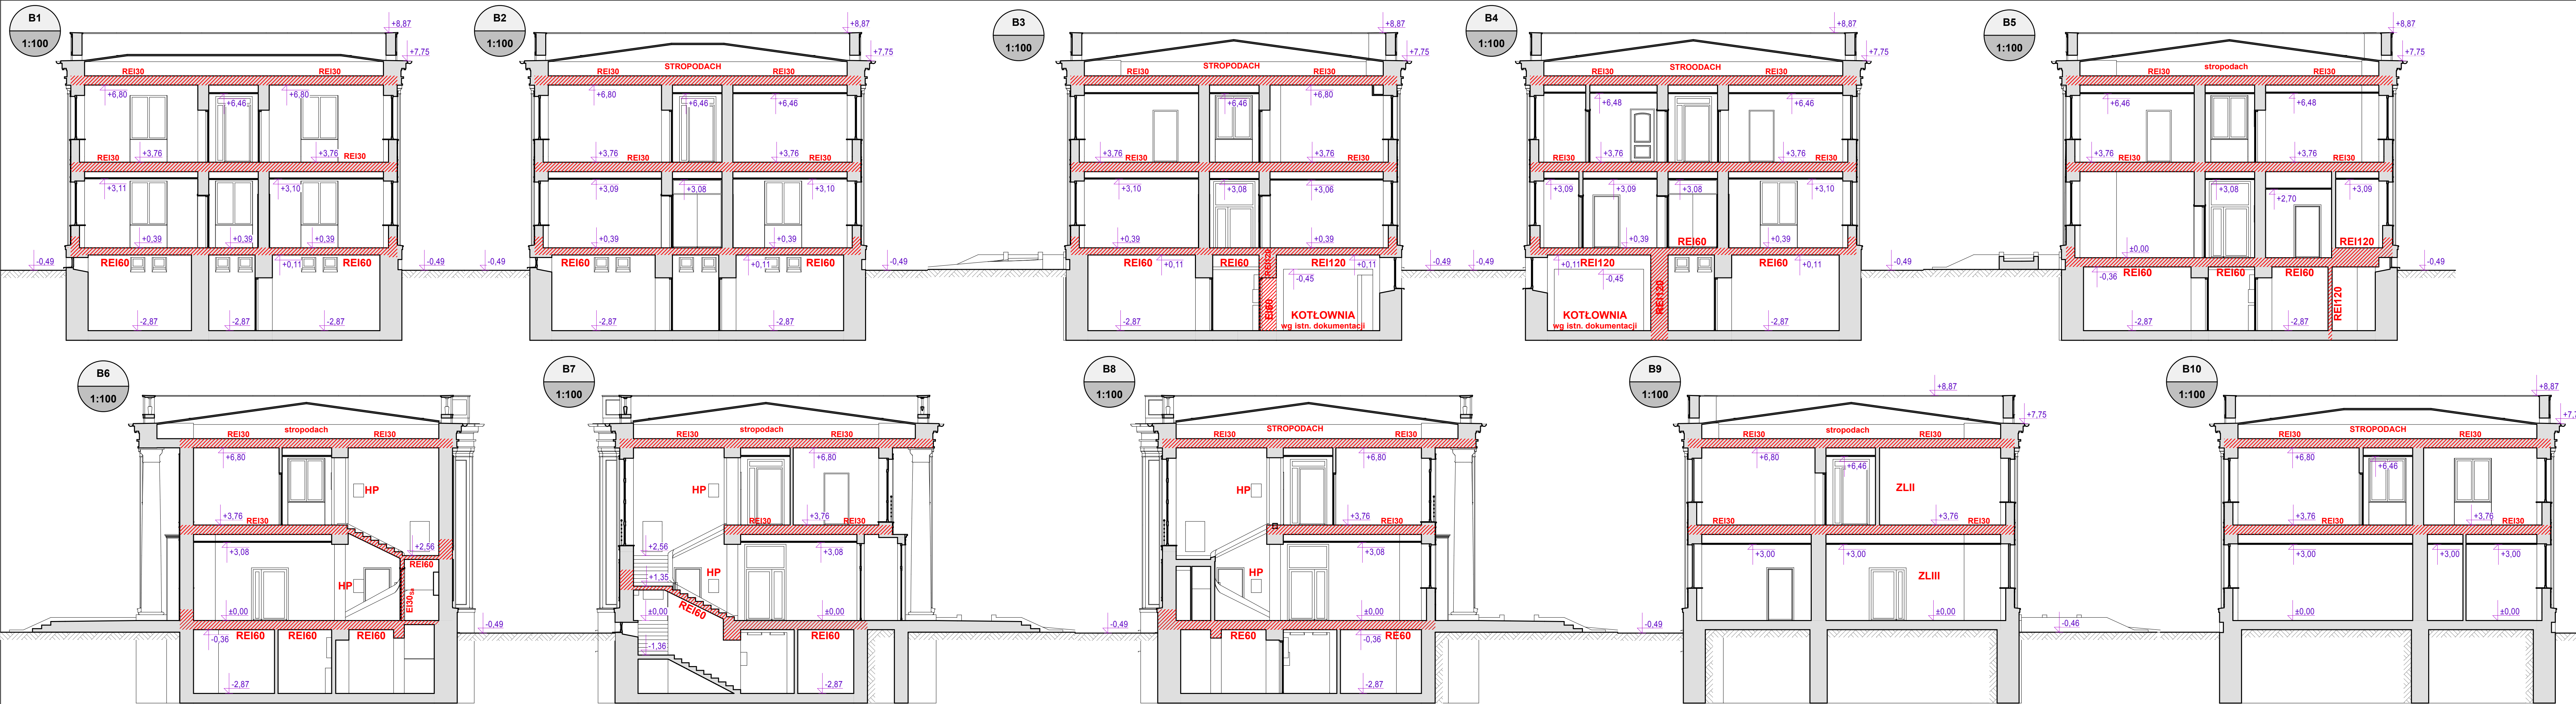 B1
1:100
+8,87
+7,75
REI30 REI30
+6,80 +6,46 +6,80
+3,76 +3,76
REI30 REI30
+3,11 +3,10
+0,39 +0,39 +0,39
REI60 +0,11 REI60
-0,49 -0,49
-2,87 -2,87 -2,87
B2
1:100
+8,87
+7,75
STROPODACH
REI30 REI30
+6,80 +6,46 +6,46
+3,76 +3,76
REI30 REI30
+3,09 +3,08 +3,10
+0,39 +0,39
REI60 +0,11 REI60
-0,49 -0,49
-2,87 -2,87
B3
1:100
+8,87
+7,75
STROPODACH
REI30 REI30
+6,46 +6,80
+3,76 +3,76
REI30 REI30
+3,10 +3,08 +3,06
+0,39 +0,39
REI60 +0,11 REI60 REI120 REI120 +0,11
-0,45
-0,49
EI60
KOTŁOWNIA
wg istn. dokumentacji
-2,87
B4
1:100
+8,87
+7,75
STROODACH
REI30 REI30
+6,48 +6,46
+3,76 +3,76
REI30 REI30
+3,09 +3,09 +3,08 +3,10
REI60
+0,39 +0,39
+0,11 REI120 REI60 +0,11
-0,45
-0,49 -0,49
REI120
KOTŁOWNIA
wg istn. dokumentacji
-2,87
B5
1:100
+8,87
+7,75
stropodach
REI30 REI30
+6,46 +6,48
+3,76 +3,76
REI30 REI30
+3,08 +3,09
+2,70
±0,00
REI120
-0,36 REI60 REI60 REI60
-0,49
REI120
-2,87 -2,87
B6
1:100
stropodach
REI30 REI30
+6,80
HP
+3,76
REI30
+3,08
+2,56
REI60
HP
EI30
±0,00
-0,36 REI60 REI60 REI60
-0,49
-2,87
B7
1:100
stropodach
REI30 REI30
+6,80
HP
+3,76
REI30 REI30
+2,56
+3,08
+1,35
HP
±0,00 REI60 ±0,00
REI60
-1,36
-2,87
B8
1:100
STROPODACH
REI30 REI30
+6,80
HP
+3,76
REI30
+3,08
HP
±0,00
-0,49
RE60 -0,36 RE60
-2,87
B9
1:100
+8,87
+7,75
stropodach
REI30 REI30
+6,80 +6,46
ZLII
+3,76
REI30 REI30
+3,00 +3,00
ZLIII
±0,00
-0,49 -0,46
B10
1:100
+8,87
STROPODACH
REI30 REI30
+6,80 +6,46
+3,76 +3,76
REI30 REI30
+3,00 +3,00 +3,00
±0,00 ±0,00